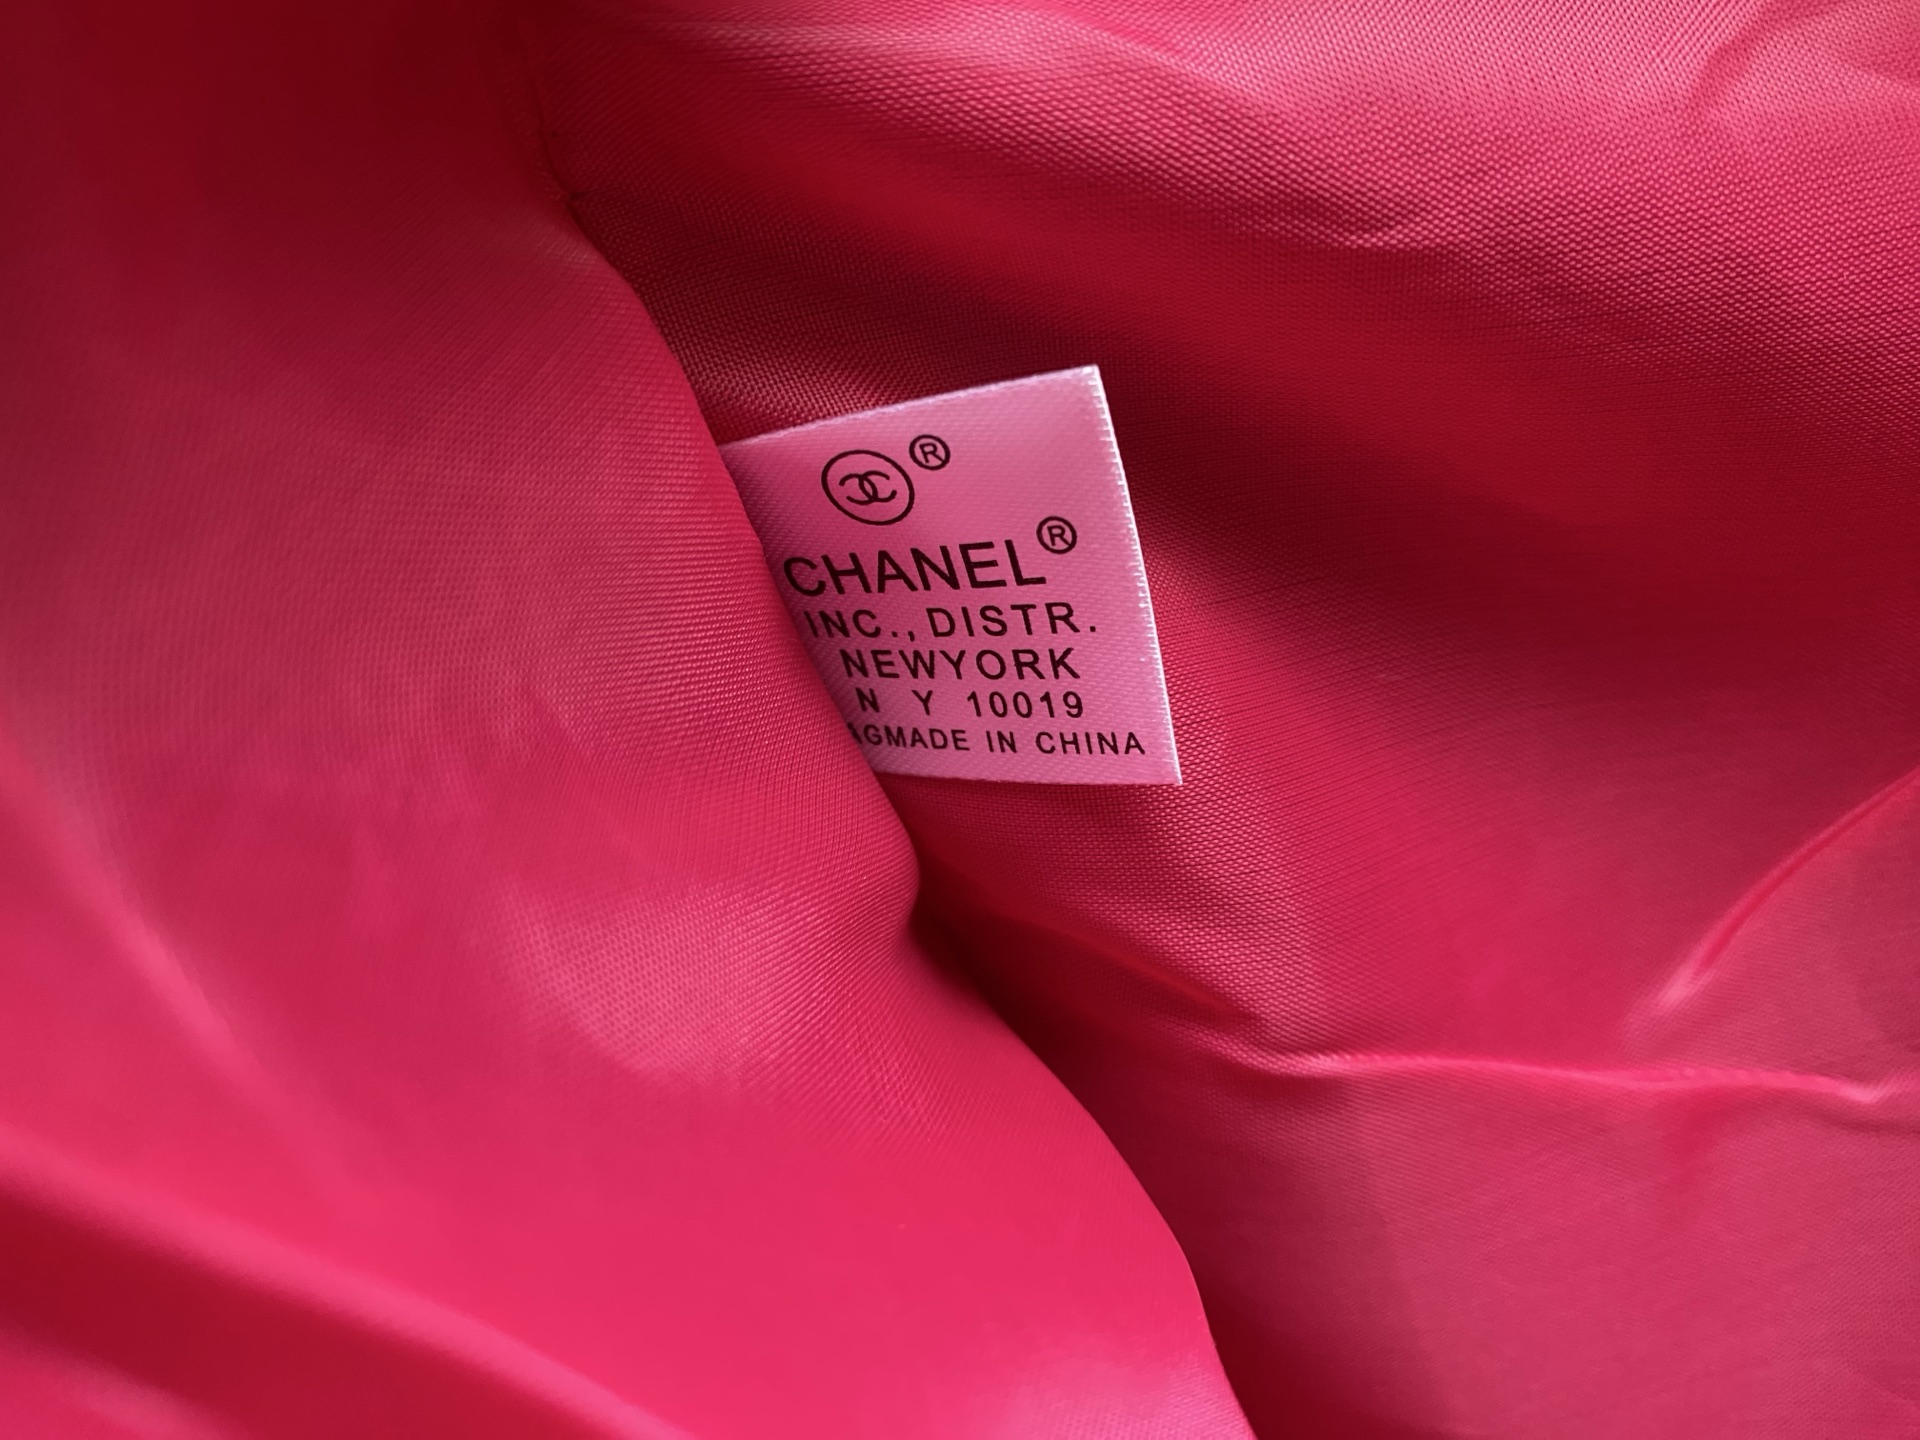 ®
CHANEL®
INC., DISTR.
NEWYORK
N Y 10019
AGMADE IN CHINA